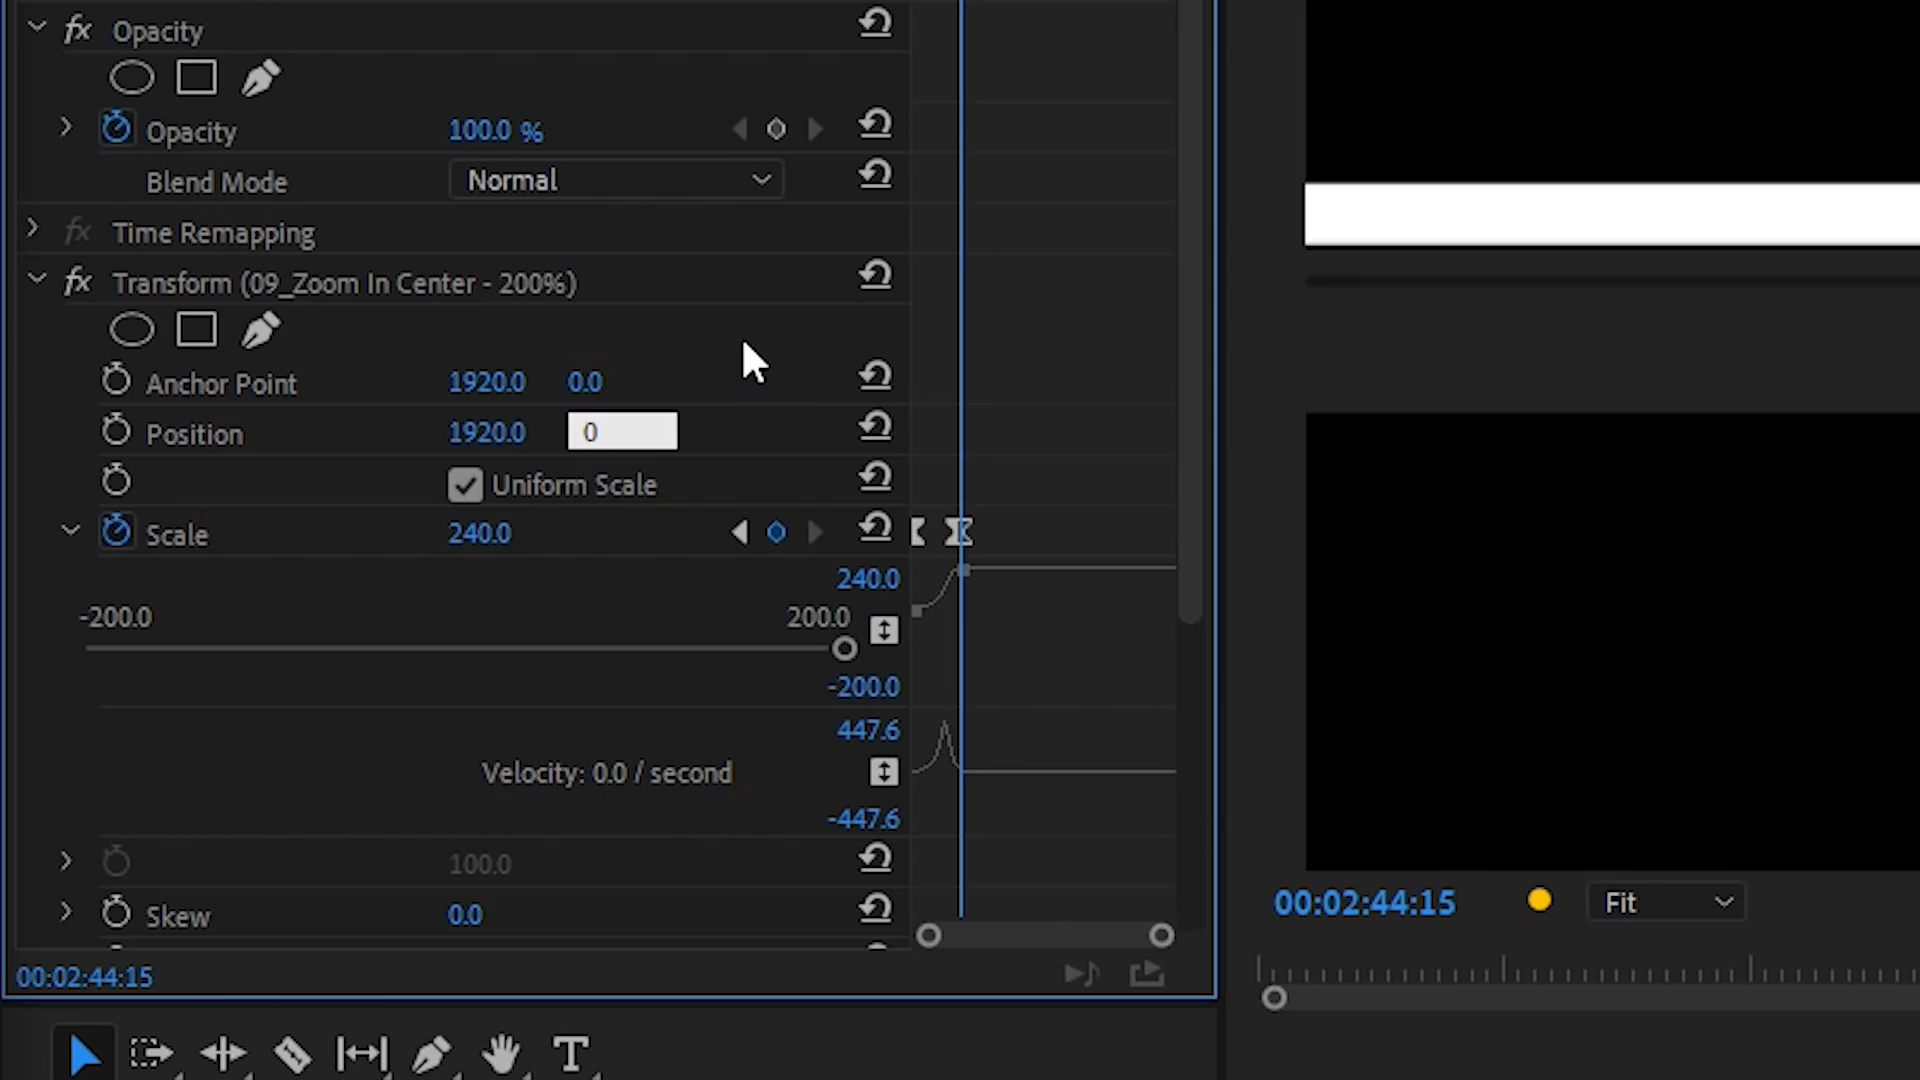 fx Opacity
Opacity 100.0 %
Blend Mode Normal
fx Time Remapping
fx Transform (09_Zoom In Center - 200%)
Anchor Point 1920.0 0.0
Position 1920.0 0
Uniform Scale
Scale 240.0
240.0
-200.0 200.0
-200.0
447.6
Velocity: 0.0 / second
-447.6
100.0
Skew 0.0
00:02:44:15
00:02:44:15 Fit